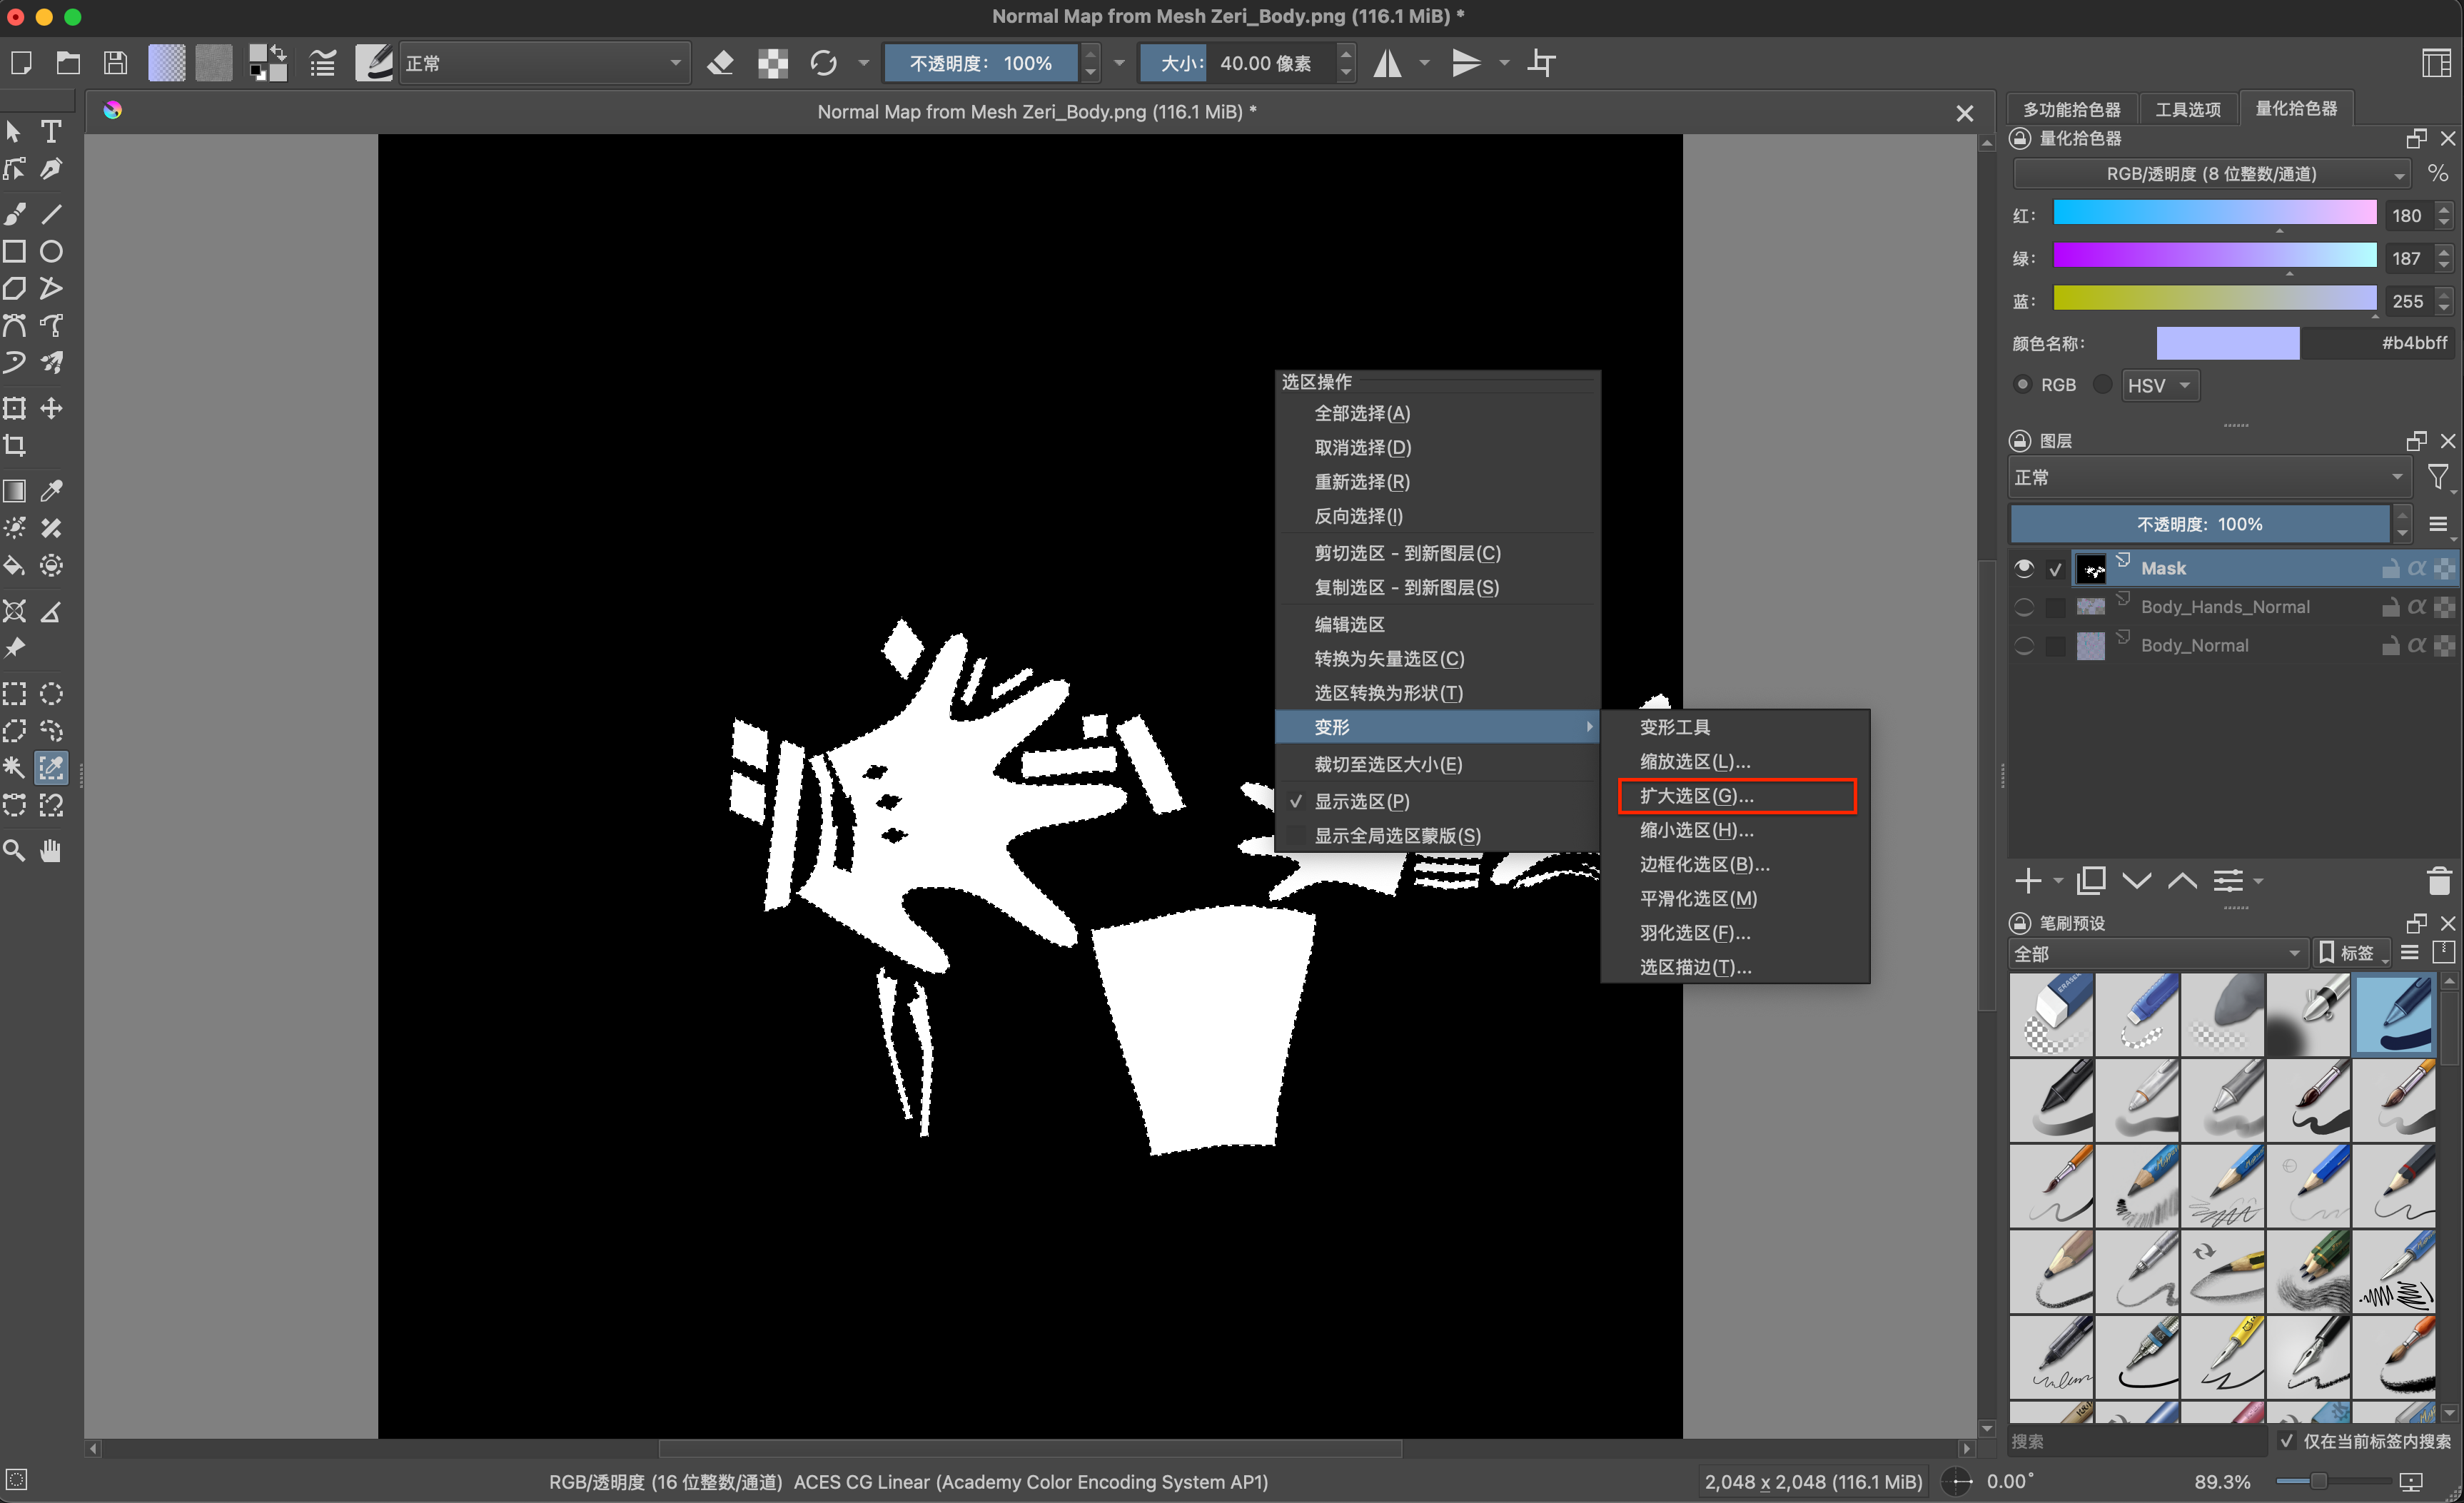 Normal Map from Mesh Zeri_Body.png (116.1 MiB) *
正常
不透明度: 100%
大小: 40.00 像素
Normal Map from Mesh Zeri_Body.png (116.1 MiB) *
多功能拾色器
工具选项
量化拾色器
量化拾色器
RGB/透明度 (8 位整数/通道)
%
红:
180
绿:
187
蓝:
255
颜色名称:
#b4bbff
RGB
HSV
图层
正常
不透明度: 100%
Mask
Body_Hands_Normal
Body_Normal
选区操作
全部选择(A)
取消选择(D)
重新选择(R)
反向选择(I)
剪切选区 - 到新图层(C)
复制选区 - 到新图层(S)
编辑选区
转换为矢量选区(C)
选区转换为形状(T)
变形
裁切至选区大小(E)
显示选区(P)
显示全局选区蒙版(S)
变形工具
缩放选区(L)...
扩大选区(G)...
缩小选区(H)...
边框化选区(B)...
平滑化选区(M)
羽化选区(F)...
选区描边(T)...
笔刷预设
全部
标签
搜索
仅在当前标签内搜索
RGB/透明度 (16 位整数/通道) ACES CG Linear (Academy Color Encoding System AP1)
2,048 x 2,048 (116.1 MiB)
0.00°
89.3%